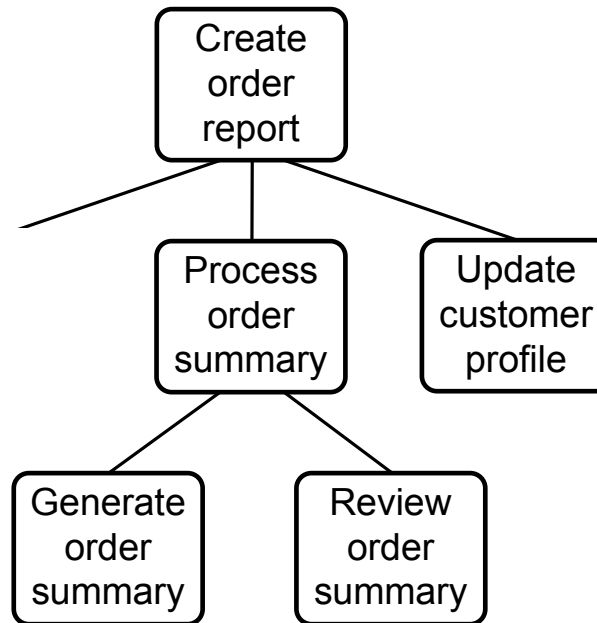 Create
order
report
Process
order
summary
Update
customer
profile
Generate
order
summary
Review
order
summary